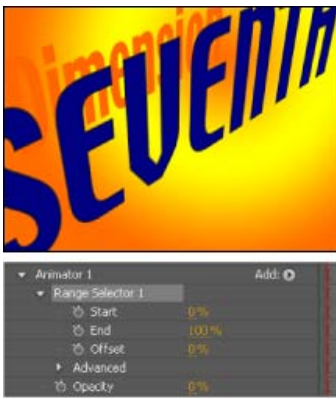 Dimension
SEVENTH
Animator 1 Add:
Range Selector 1
Start 0%
End 100%
Offset 0%
Advanced
Opacity 0%